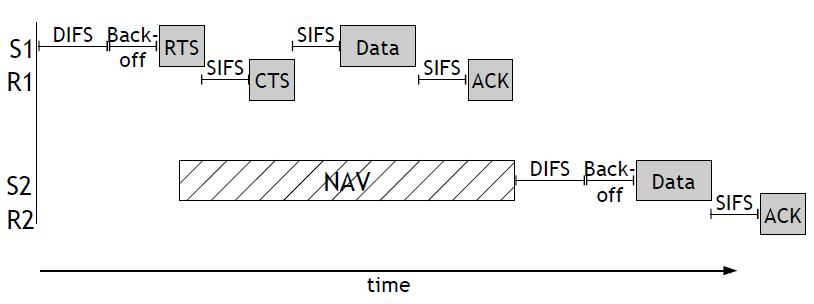 DIFS Back- SIFS
S1 off RTS Data
R1 SIFS CTS SIFS ACK
NAV DIFS Back-
S2 off Data
R2 SIFS ACK
time